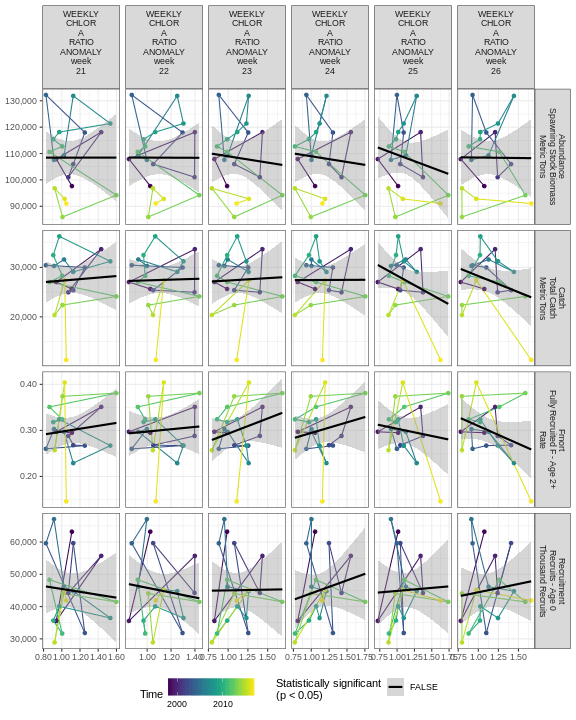 WEEKLY
CHLOR
A
RATIO
ANOMALY
week
21
WEEKLY
CHLOR
A
RATIO
ANOMALY
week
22
WEEKLY
CHLOR
A
RATIO
ANOMALY
week
23
WEEKLY
CHLOR
A
RATIO
ANOMALY
week
24
WEEKLY
CHLOR
A
RATIO
ANOMALY
week
25
WEEKLY
CHLOR
A
RATIO
ANOMALY
week
26
130,000
120,000
110,000
100,000
90,000
Abundance
Spawning Stock Biomass
Metric Tons
30,000
20,000
Catch
Total Catch
Metric Tons
0.40
0.30
0.20
Fmort
Fully Recruited F - Age 2+
Rate
60,000
50,000
40,000
30,000
Recruitment
Recruits - Age 0
Thousand Recruits
0.80 1.00 1.20 1.40 1.60
1.00 1.20 1.40
0.75 1.00 1.25 1.50
0.75 1.00 1.25 1.50 1.75
0.75 1.00 1.25 1.50 1.75
0.75 1.00 1.25 1.50
Time
2000 2010
Statistically significant
(p < 0.05)
FALSE